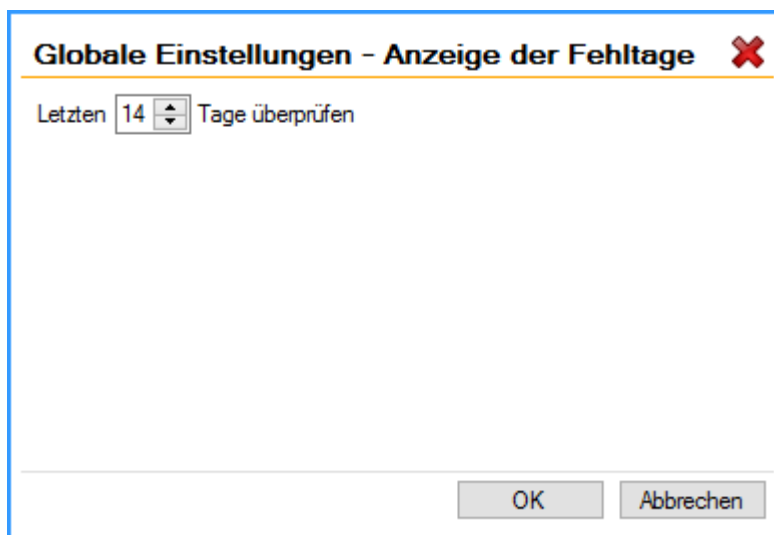 Globale Einstellungen - Anzeige der Fehltage
Letzten 14 Tage überprüfen
OK Abbrechen